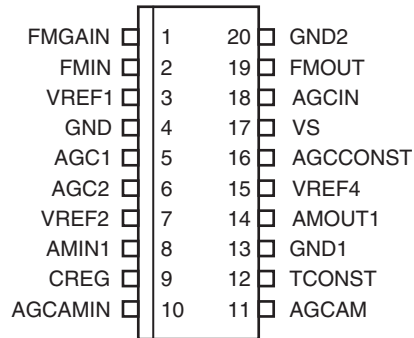 FMGAIN 1 20 GND2
FMIN 2 19 FMOUT
VREF1 3 18 AGCIN
GND 4 17 VS
AGC1 5 16 AGCCONST
AGC2 6 15 VREF4
VREF2 7 14 AMOUT1
AMIN1 8 13 GND1
CREG 9 12 TCONST
AGCAMIN 10 11 AGCAM